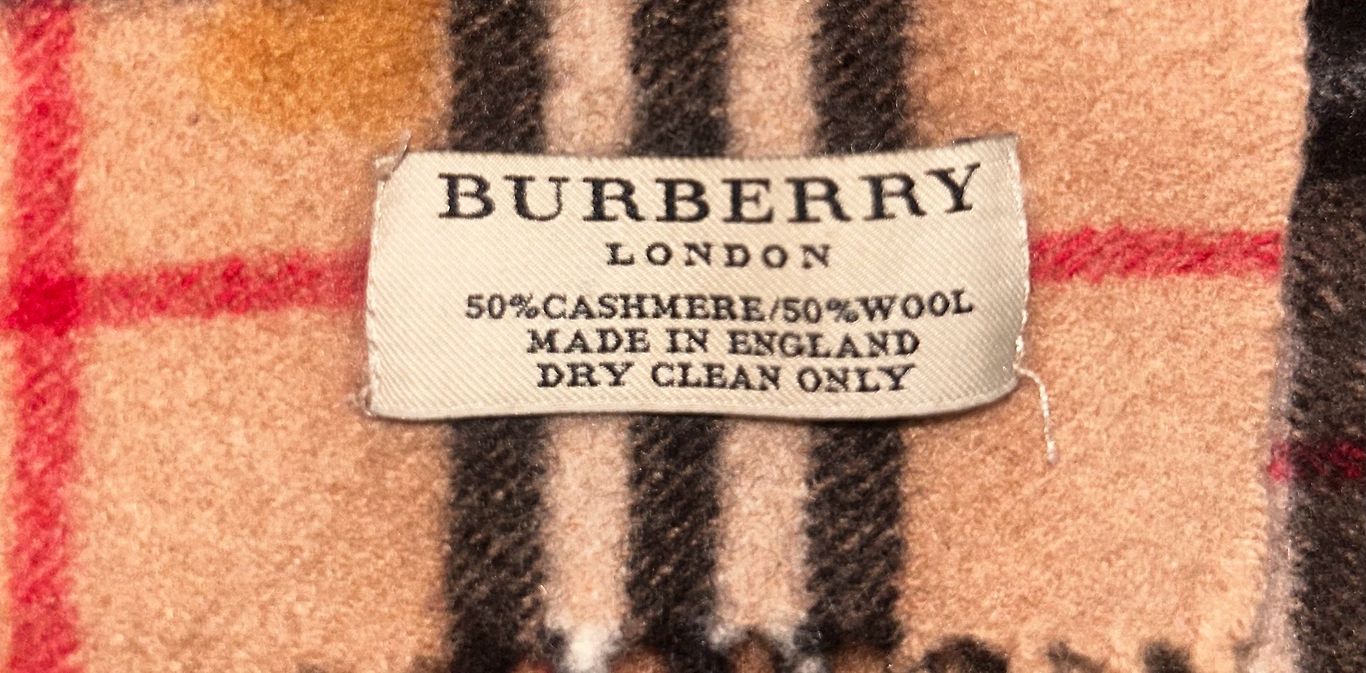 BURBERRY
LONDON
50%CASHMERE/50%WOOL
MADE IN ENGLAND
DRY CLEAN ONLY